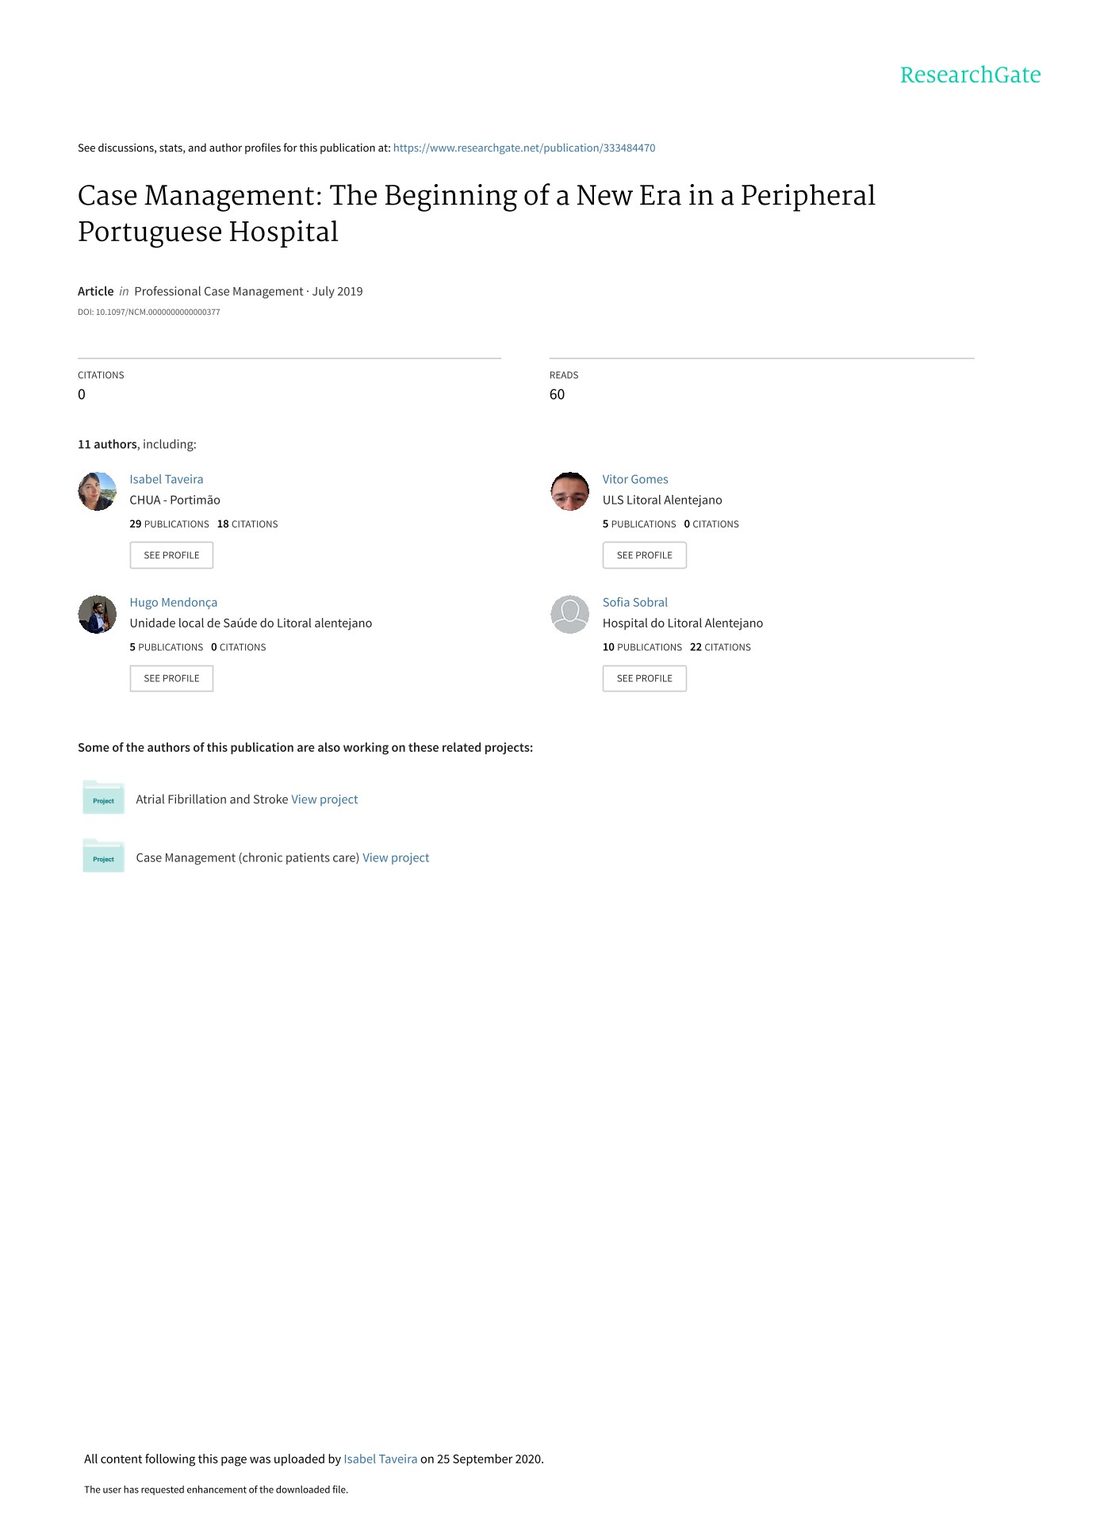 ResearchGate
See discussions, stats, and author profiles for this publication at: https://www.researchgate.net/publication/333484470
Case Management: The Beginning of a New Era in a Peripheral
Portuguese Hospital
Article in Professional Case Management · July 2019
DOI: 10.1097/NCM.0000000000000377
CITATIONS
0
READS
60
11 authors, including:
Isabel Taveira
CHUA - Portimão
29 PUBLICATIONS 18 CITATIONS
SEE PROFILE
Vitor Gomes
ULS Litoral Alentejano
5 PUBLICATIONS 0 CITATIONS
SEE PROFILE
Hugo Mendonça
Unidade local de Saúde do Litoral alentejano
5 PUBLICATIONS 0 CITATIONS
SEE PROFILE
Sofia Sobral
Hospital do Litoral Alentejano
10 PUBLICATIONS 22 CITATIONS
SEE PROFILE
Some of the authors of this publication are also working on these related projects:
Project
Atrial Fibrillation and Stroke View project
Project
Case Management (chronic patients care) View project
All content following this page was uploaded by Isabel Taveira on 25 September 2020.
The user has requested enhancement of the downloaded file.